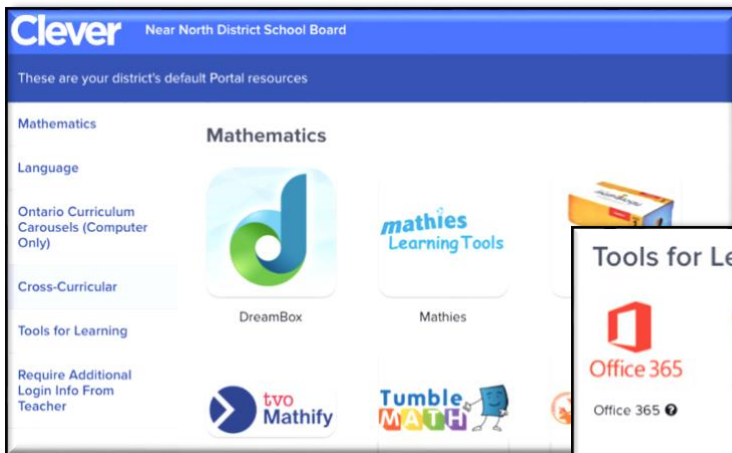 Clever
Near North District School Board
These are your district's default Portal resources
Mathematics
Language
Ontario Curriculum
Carousels (Computer
Only)
Cross-Curricular
Tools for Learning
Require Additional
Login Info From
Teacher
Mathematics
mathies
Learning Tools
DreamBox
Mathies
tvo
Mathify
Tumble
MATH
Tools for Le
Office 365
Office 365 ?